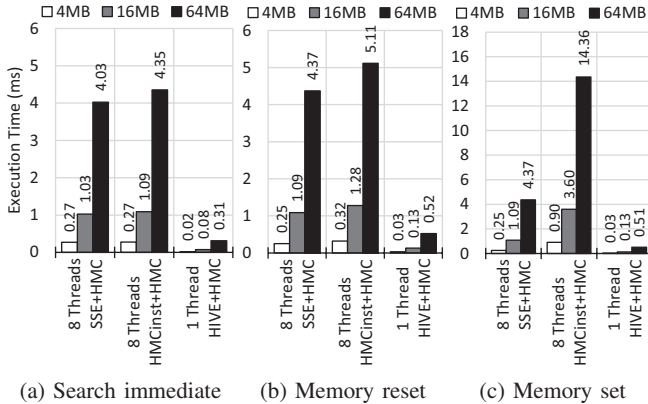 4MB 16MB 64MB
Execution Time (ms)
6
5
4
3
2
1
0
0.27
1.03
4.03
0.27
1.09
4.35
0.02
0.08
0.31
8 Threads
SSE+HMC
8 Threads
HMCinst+HMC
1 Thread
HIVE+HMC
(a) Search immediate
4MB 16MB 64MB
6
5
4
3
2
1
0
0.25
1.09
4.37
0.32
1.28
5.11
0.03
0.13
0.52
8 Threads
SSE+HMC
8 Threads
HMCinst+HMC
1 Thread
HIVE+HMC
(b) Memory reset
4MB 16MB 64MB
18
16
14
12
10
8
6
4
2
0
0.25
1.09
4.37
0.90
3.60
14.36
0.03
0.13
0.51
8 Threads
SSE+HMC
8 Threads
HMCinst+HMC
1 Thread
HIVE+HMC
(c) Memory set